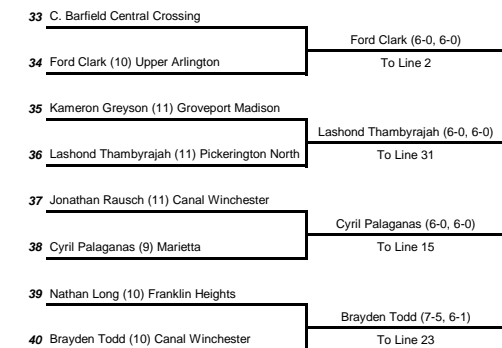 33 C. Barfield Central Crossing
Ford Clark (6-0, 6-0)
34 Ford Clark (10) Upper Arlington
To Line 2
35 Kameron Greyson (11) Groveport Madison
Lashond Thambyrajah (6-0, 6-0)
36 Lashond Thambyrajah (11) Pickerington North
To Line 31
37 Jonathan Rausch (11) Canal Winchester
Cyril Palaganas (6-0, 6-0)
38 Cyril Palaganas (9) Marietta
To Line 15
39 Nathan Long (10) Franklin Heights
Brayden Todd (7-5, 6-1)
40 Brayden Todd (10) Canal Winchester
To Line 23